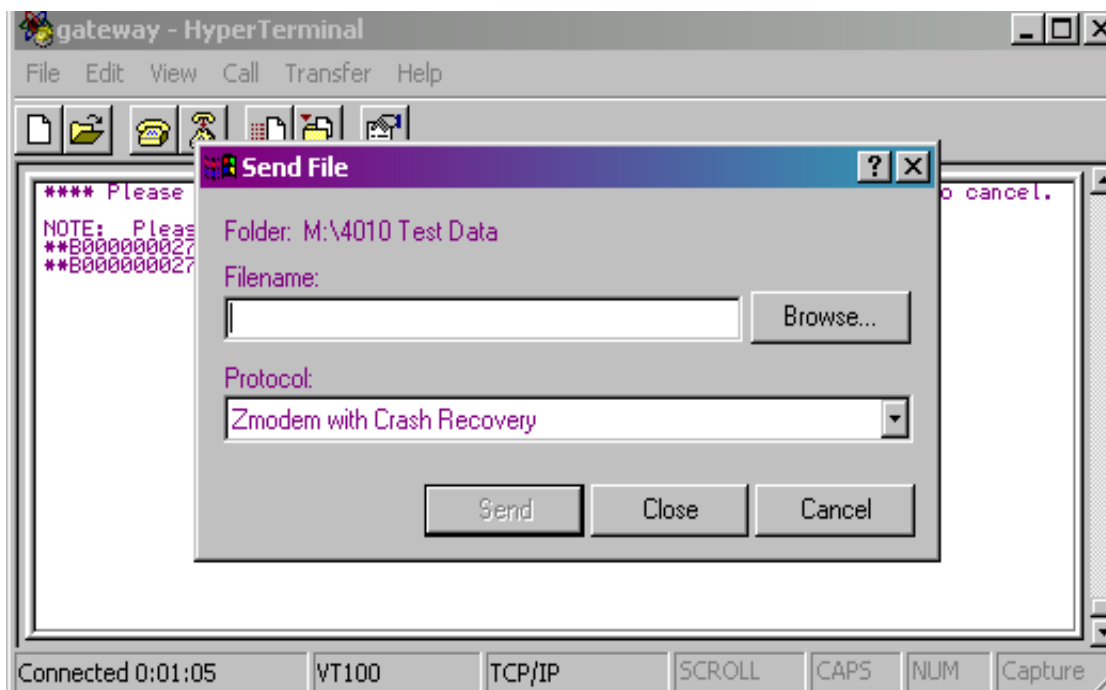 gateway - HyperTerminal
File Edit View Call Transfer Help
**** Please
o cancel.
NOTE: Pleas
**B000000027
**B000000027
Send File
Folder: M:\4010 Test Data
Filename:
Browse...
Protocol:
Zmodem with Crash Recovery
Send Close Cancel
Connected 0:01:05 VT100 TCP/IP SCROLL CAPS NUM Capture